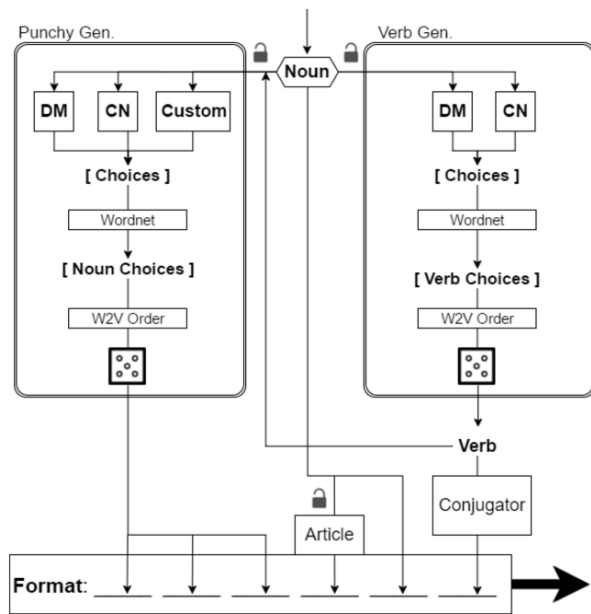 Punchy Gen.
Verb Gen.
Noun
DM
CN
Custom
DM
CN
[ Choices ]
[ Choices ]
Wordnet
Wordnet
[ Noun Choices ]
[ Verb Choices ]
W2V Order
W2V Order
Verb
Conjugator
Article
Format: